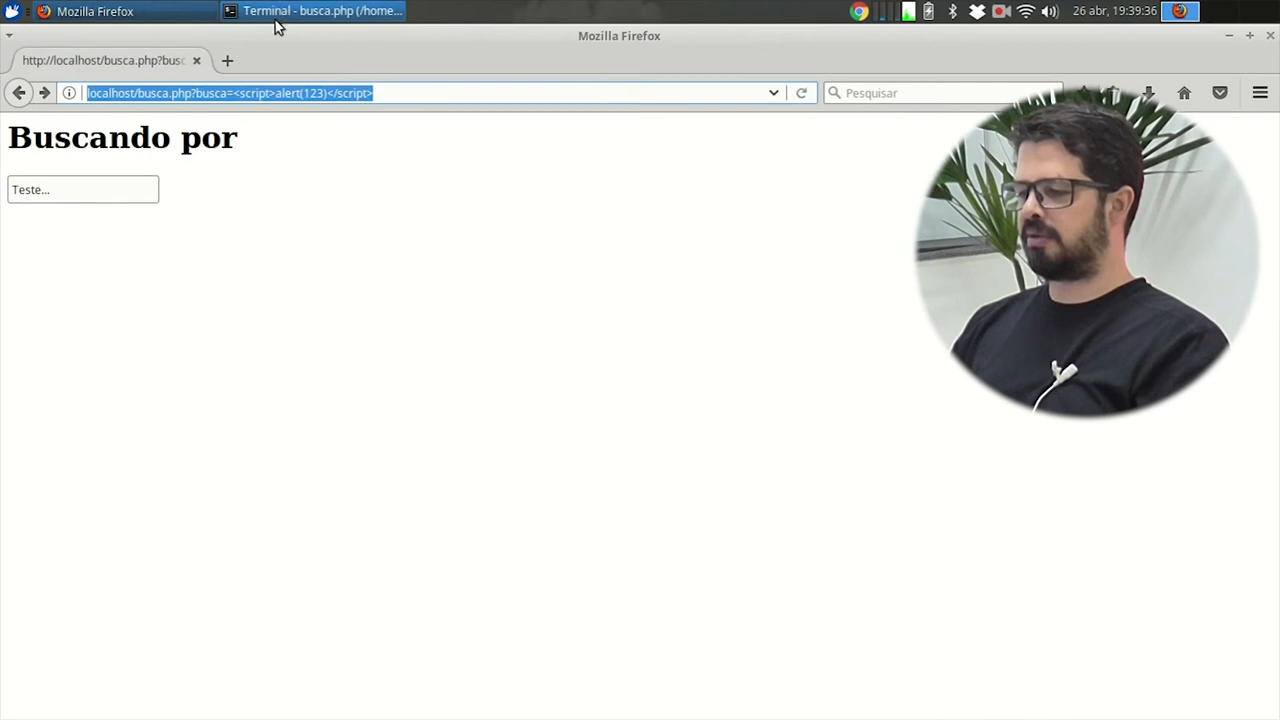 Mozilla Firefox
Terminal - busca.php (/home...
26 abr, 19:39:36
Mozilla Firefox
http://localhost/busca.php?busc
localhost/busca.php?busca=<script>alert(123)</script>
Pesquisar
Buscando por
Teste...